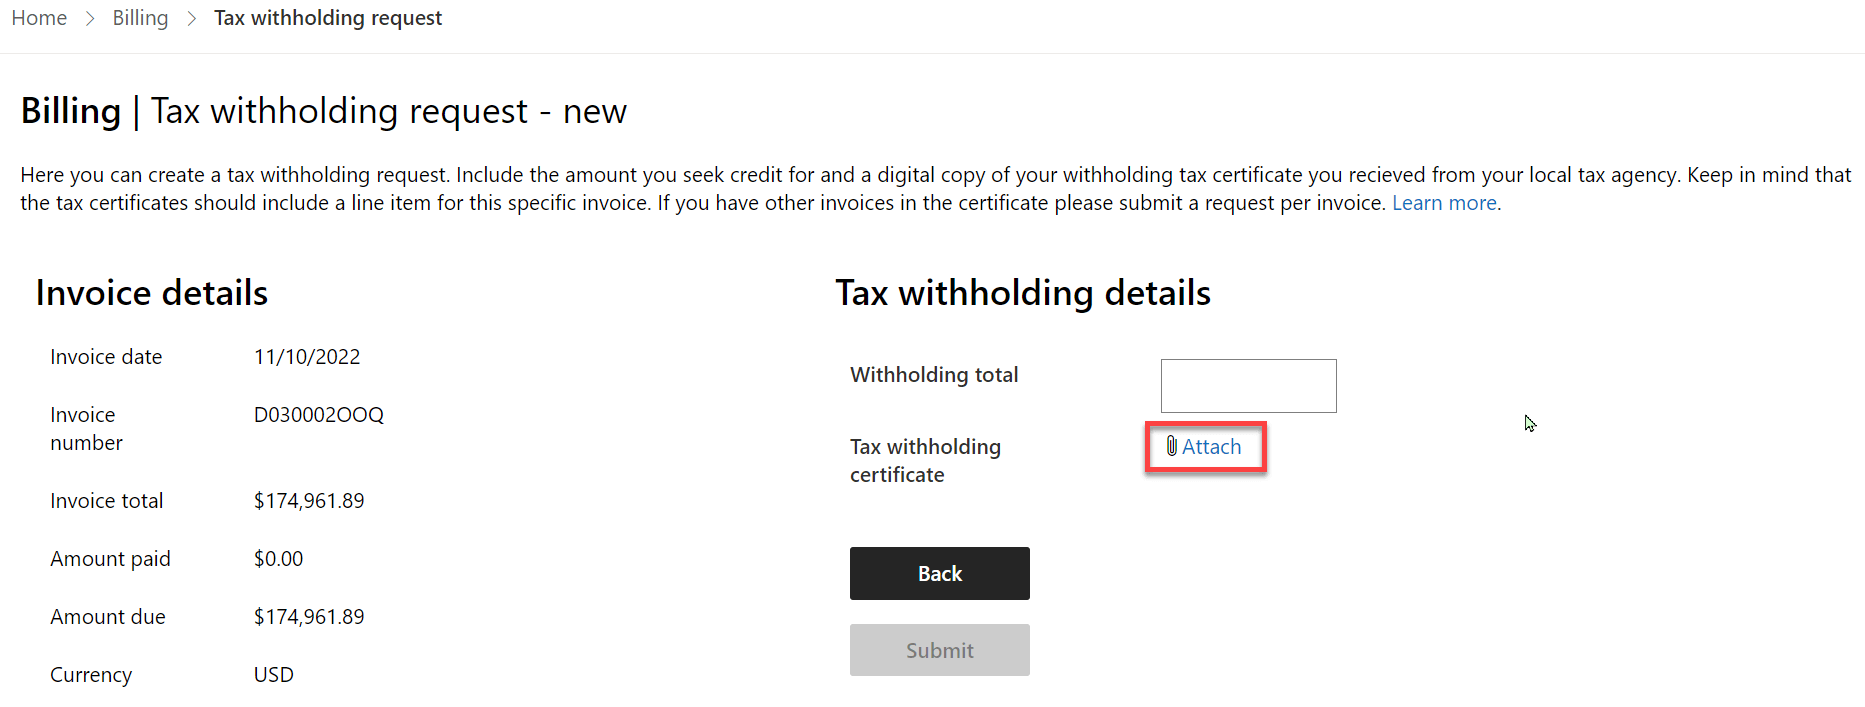 Home > Billing > Tax withholding request
Billing | Tax withholding request - new
Here you can create a tax withholding request. Include the amount you seek credit for and a digital copy of your withholding tax certificate you recieved from your local tax agency. Keep in mind that
the tax certificates should include a line item for this specific invoice. If you have other invoices in the certificate please submit a request per invoice. Learn more.
Invoice details
Invoice date 11/10/2022
Invoice
number
D030002OOQ
Invoice total $174,961.89
Amount paid $0.00
Amount due $174,961.89
Currency USD
Tax withholding details
Withholding total
Tax withholding
certificate
Attach
Back
Submit